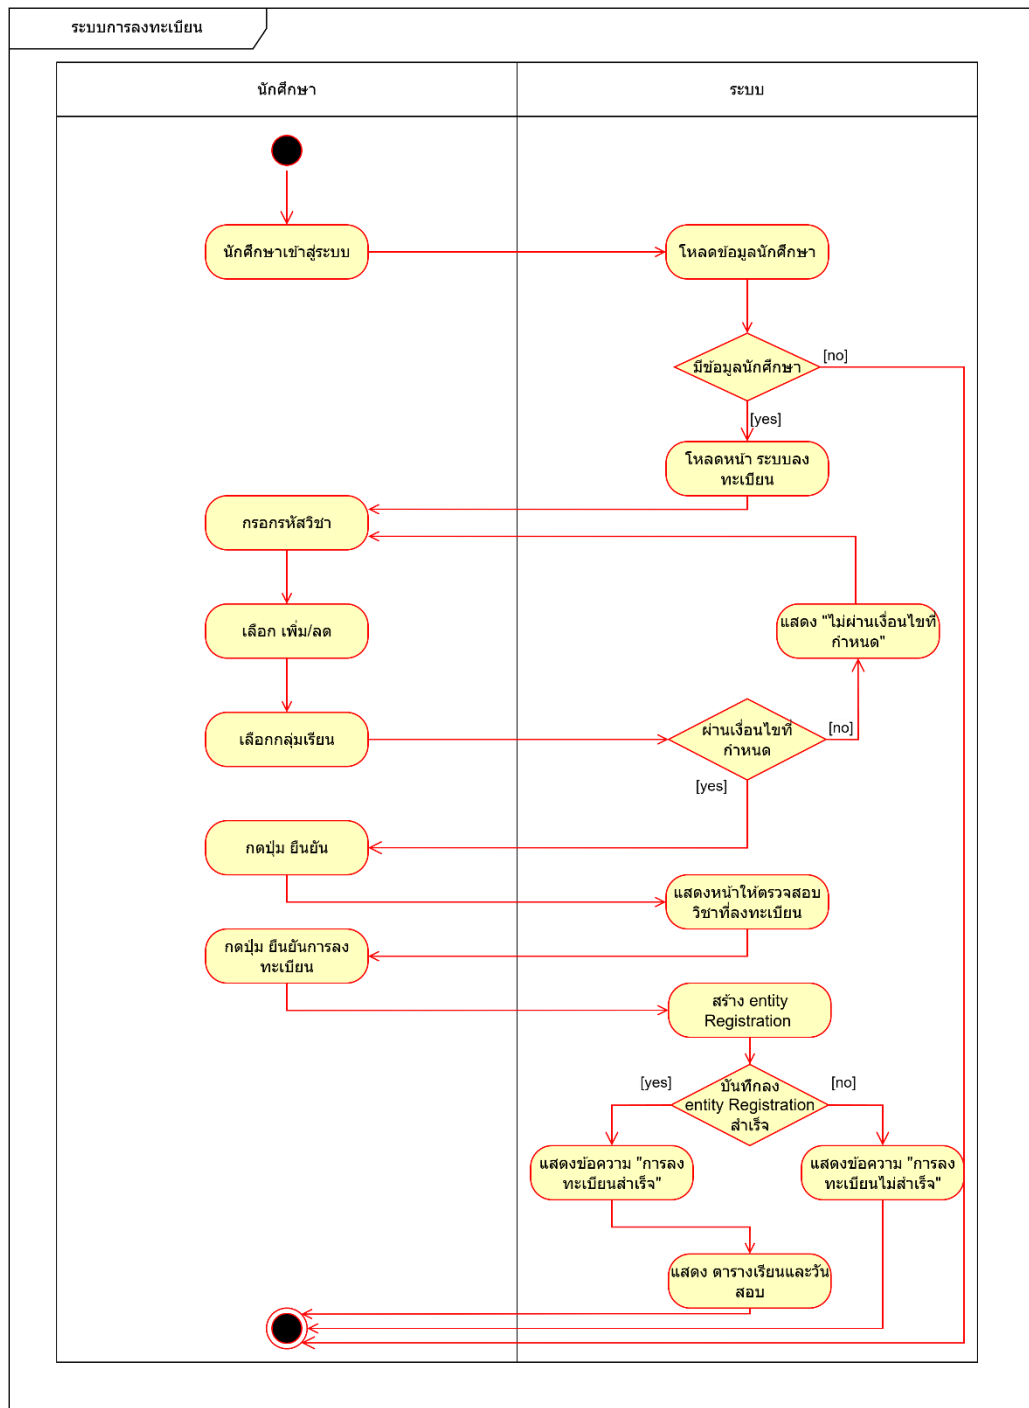 ระบบการลงทะเบียน
นักศึกษา
ระบบ
นักศึกษาเข้าสู่ระบบ
โหลดข้อมูลนักศึกษา
มีข้อมูลนักศึกษา
[no]
[yes]
โหลดหน้า ระบบลง
ทะเบียน
กรอกรหัสวิชา
เลือก เพิ่ม/ลด
แสดง "ไม่ผ่านเงื่อนไขที่
กำหนด"
เลือกกลุ่มเรียน
ผ่านเงื่อนไขที่
กำหนด
[no]
[yes]
กดปุ่ม ยืนยัน
แสดงหน้าให้ตรวจสอบ
วิชาที่ลงทะเบียน
กดปุ่ม ยืนยันการลง
ทะเบียน
สร้าง entity
Registration
[yes]
[no]
บันทึกลง
entity Registration
สำเร็จ
แสดงข้อความ "การลง
ทะเบียนสำเร็จ"
แสดงข้อความ "การลง
ทะเบียนไม่สำเร็จ"
แสดง ตารางเรียนและวัน
สอบ